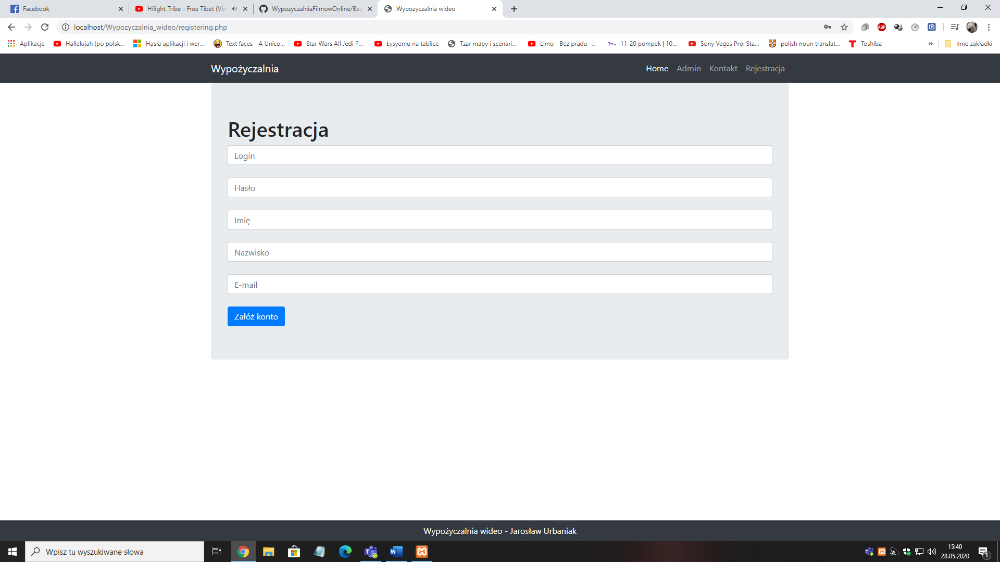 Facebook
Hilight Tribe - Free Tibet (Vin
WypozyczalniaFilmowOnline/Baz
Wypożyczalnia wideo
localhost/Wypozyczalnia_wideo/registering.php
ABP
Aplikacje
Hallelujah (po polsk...
Hasła aplikacji i wer...
Text faces - A Unico...
Star Wars All Jedi P...
Łysyemu na tablice
Tzar mapy i scenari...
Limo - Bez prądu -...
11-20 pompek | 10...
Sony Vegas Pro: Sta...
polish noun translat...
Toshiba
»
Inne zakładki
Wypożyczalnia
Home
Admin
Kontakt
Rejestracja
Rejestracja
Login
Hasło
Imię
Nazwisko
E-mail
Załóż konto
Wypożyczalnia wideo - Jarosław Urbaniak
Wpisz tu wyszukiwane słowa
15:40
28.05.2020
1